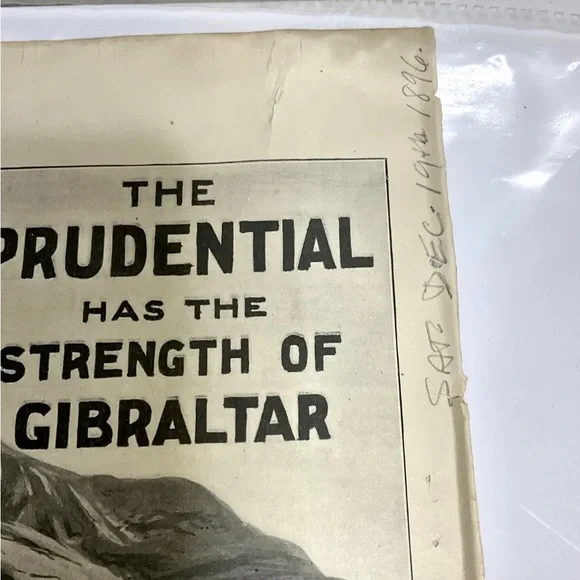 THE
PRUDENTIAL
HAS THE
STRENGTH OF
GIBRALTAR
SAT. DEC. 19th 1896.